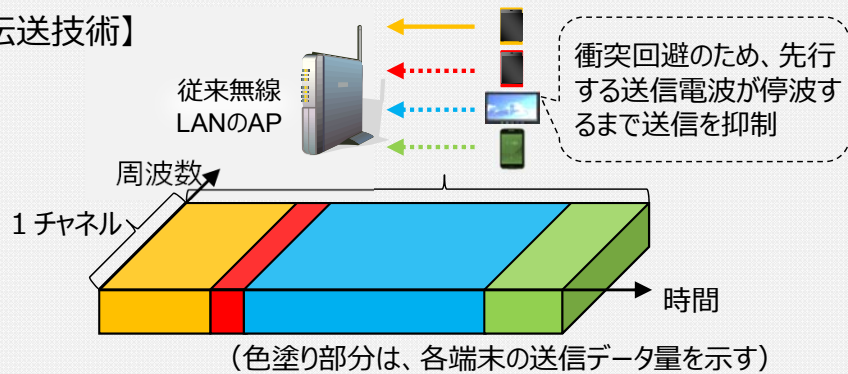 伝送技術】
従来無線
LANのAP
衝突回避のため、先行
する送信電波が停波す
るまで送信を抑制
周波数
1チャネル
時間
（色塗り部分は、各端末の送信データ量を示す）